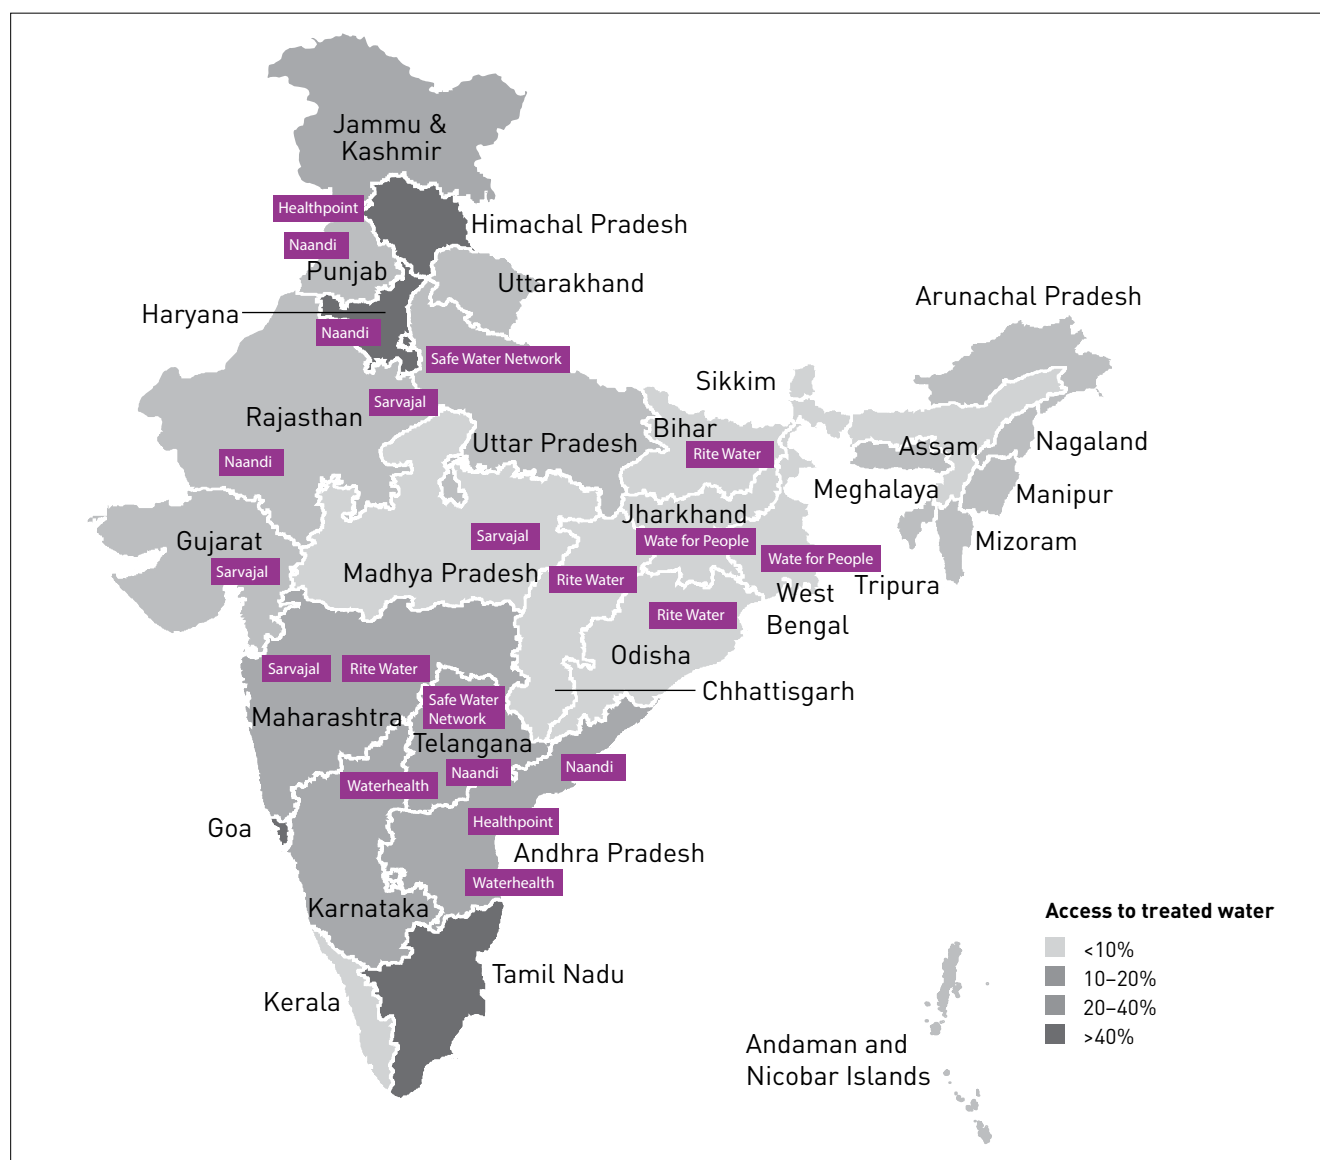 Jammu &
Kashmir
Healthpoint
Himachal Pradesh
Naandi
Punjab
Uttarakhand
Arunachal Pradesh
Haryana
Naandi
Safe Water Network
Sikkim
Sarvajal
Rajasthan
Uttar Pradesh
Bihar
Rite Water
Assam
Nagaland
Naandi
Meghalaya
Manipur
Jharkhand
Gujarat
Sarvajal
Wate for People
Mizoram
Sarvajal
Madhya Pradesh
Rite Water
Wate for People
Tripura
West
Bengal
Rite Water
Odisha
Sarvajal
Rite Water
Chhattisgarh
Safe Water
Network
Maharashtra
Telangana
Naandi
Naandi
Waterhealth
Goa
Healthpoint
Andhra Pradesh
Waterhealth
Karnataka
Tamil Nadu
Kerala
Access to treated water
<10%
10–20%
20–40%
>40%
Andaman and
Nicobar Islands